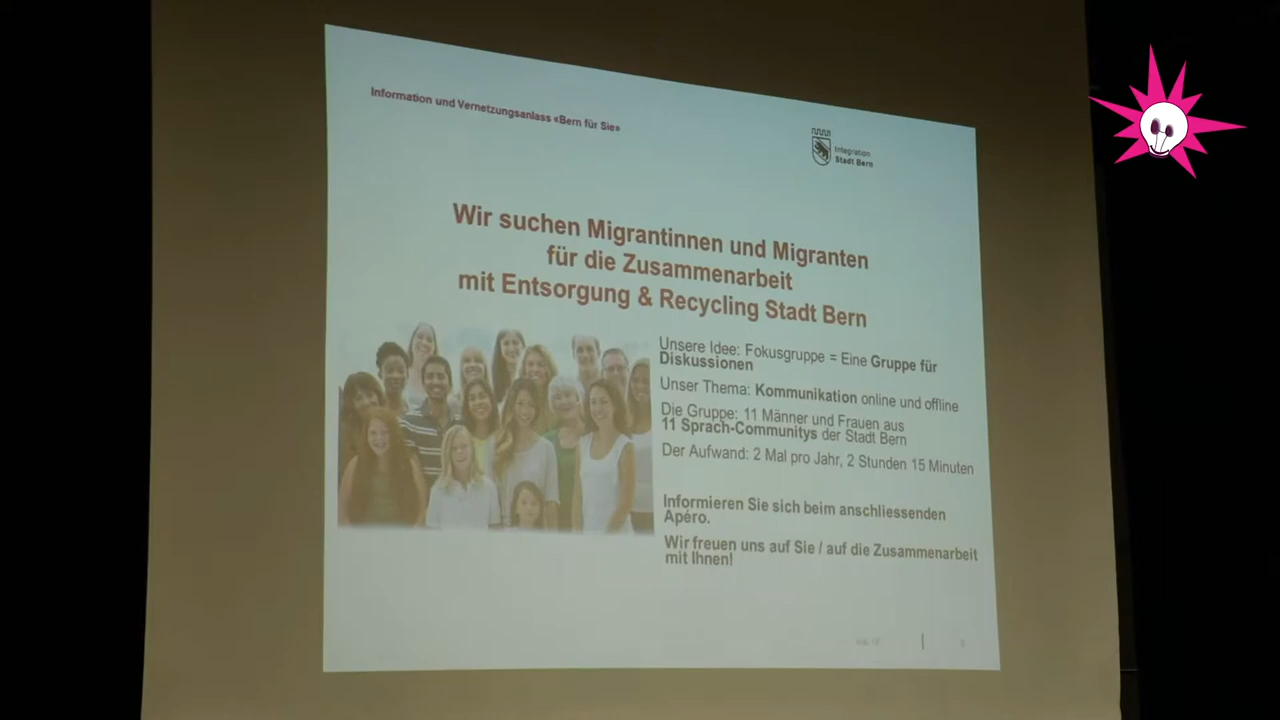 Information und Vernetzungsanlass «Bern für Sie»
Integration
Stadt Bern
Wir suchen Migrantinnen und Migranten
für die Zusammenarbeit
mit Entsorgung & Recycling Stadt Bern
Unsere Idee: Fokusgruppe = Eine Gruppe für
Diskussionen
Unser Thema: Kommunikation online und offline
Die Gruppe: 11 Männer und Frauen aus
11 Sprach-Communitys der Stadt Bern
Der Aufwand: 2 Mal pro Jahr, 2 Stunden 15 Minuten
Informieren Sie sich beim anschliessenden
Apéro.
Wir freuen uns auf Sie / auf die Zusammenarbeit
mit Ihnen!